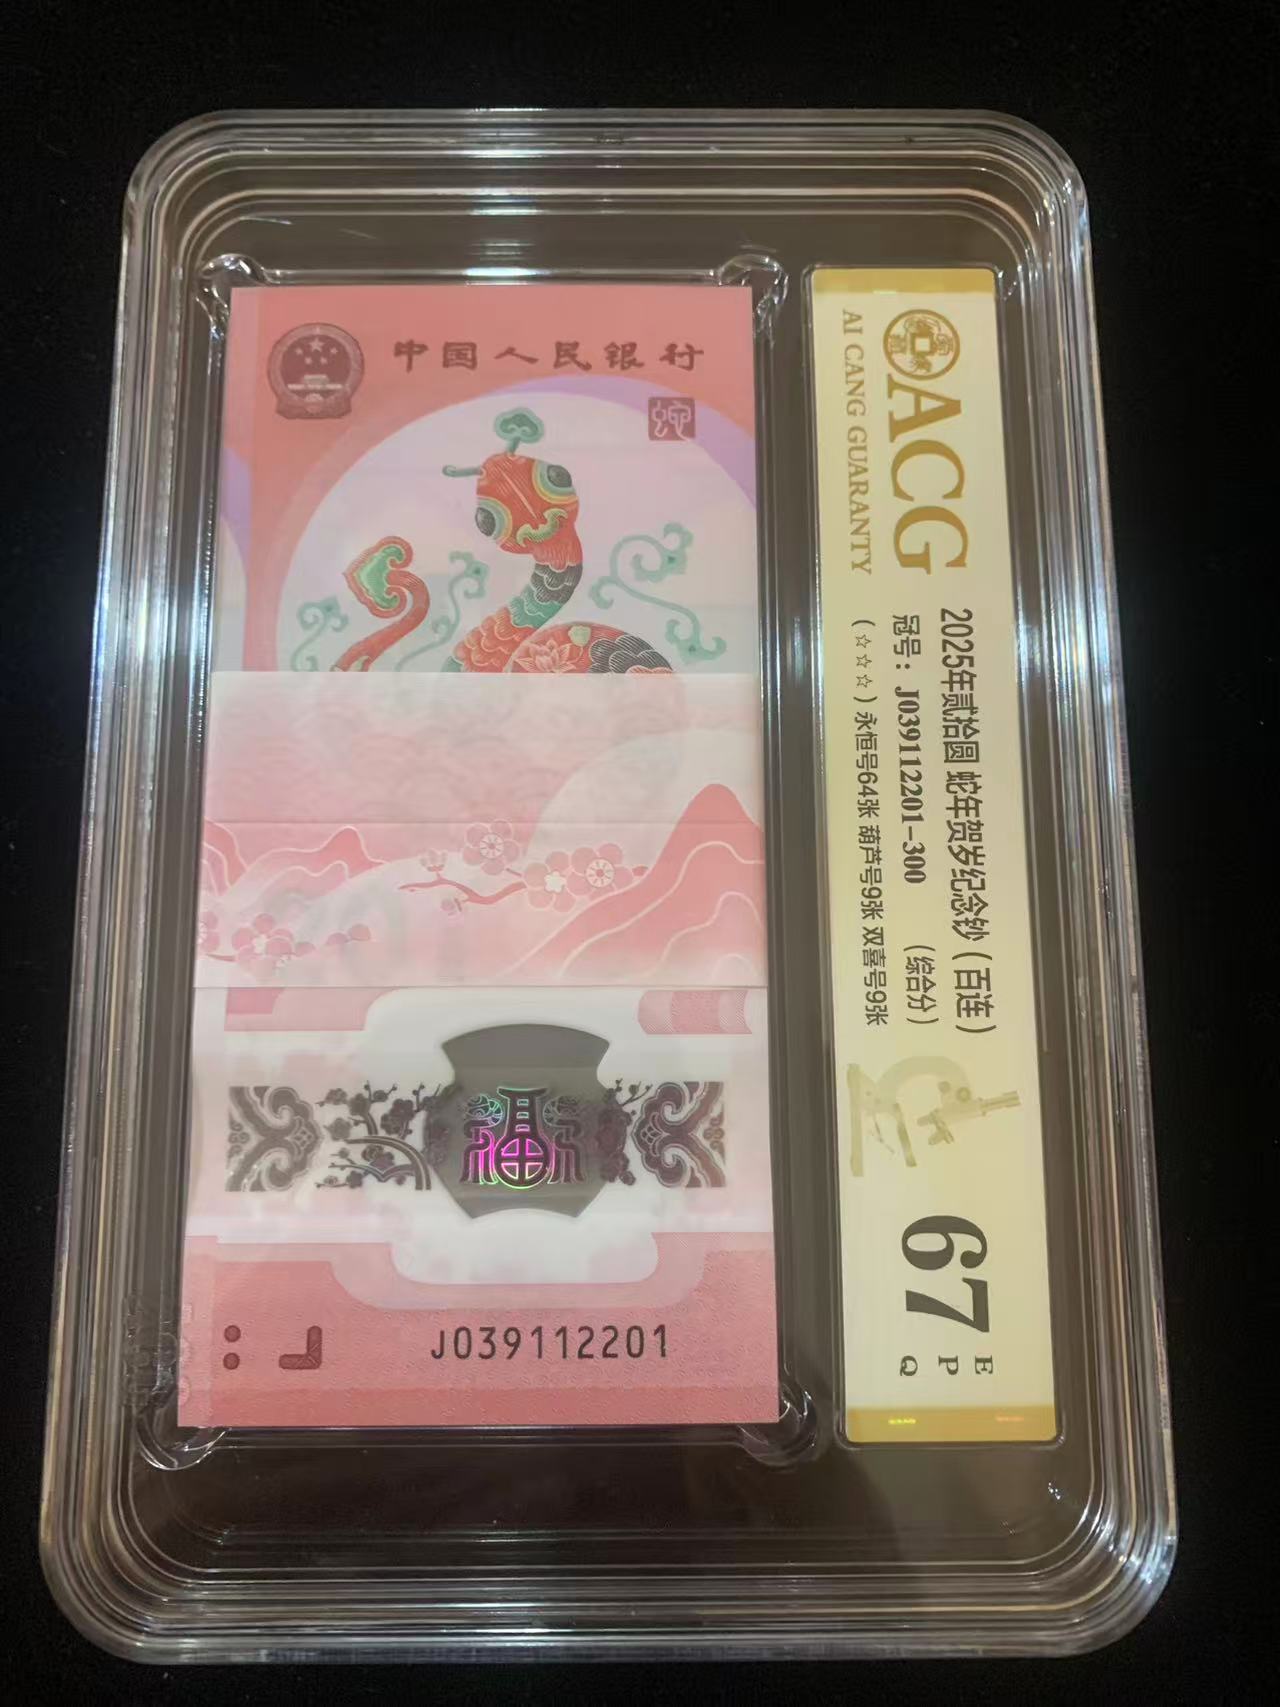 中国人民银行
蛇
福
J039112201
ACG
AI CANG GUARANTY
2025年贰拾圆 蛇年贺岁纪念钞（百连）
冠号：J039112201-300 （综合分）
(☆☆☆) 永恒号64张 葫芦号9张 双喜号9张
67
E
P
Q